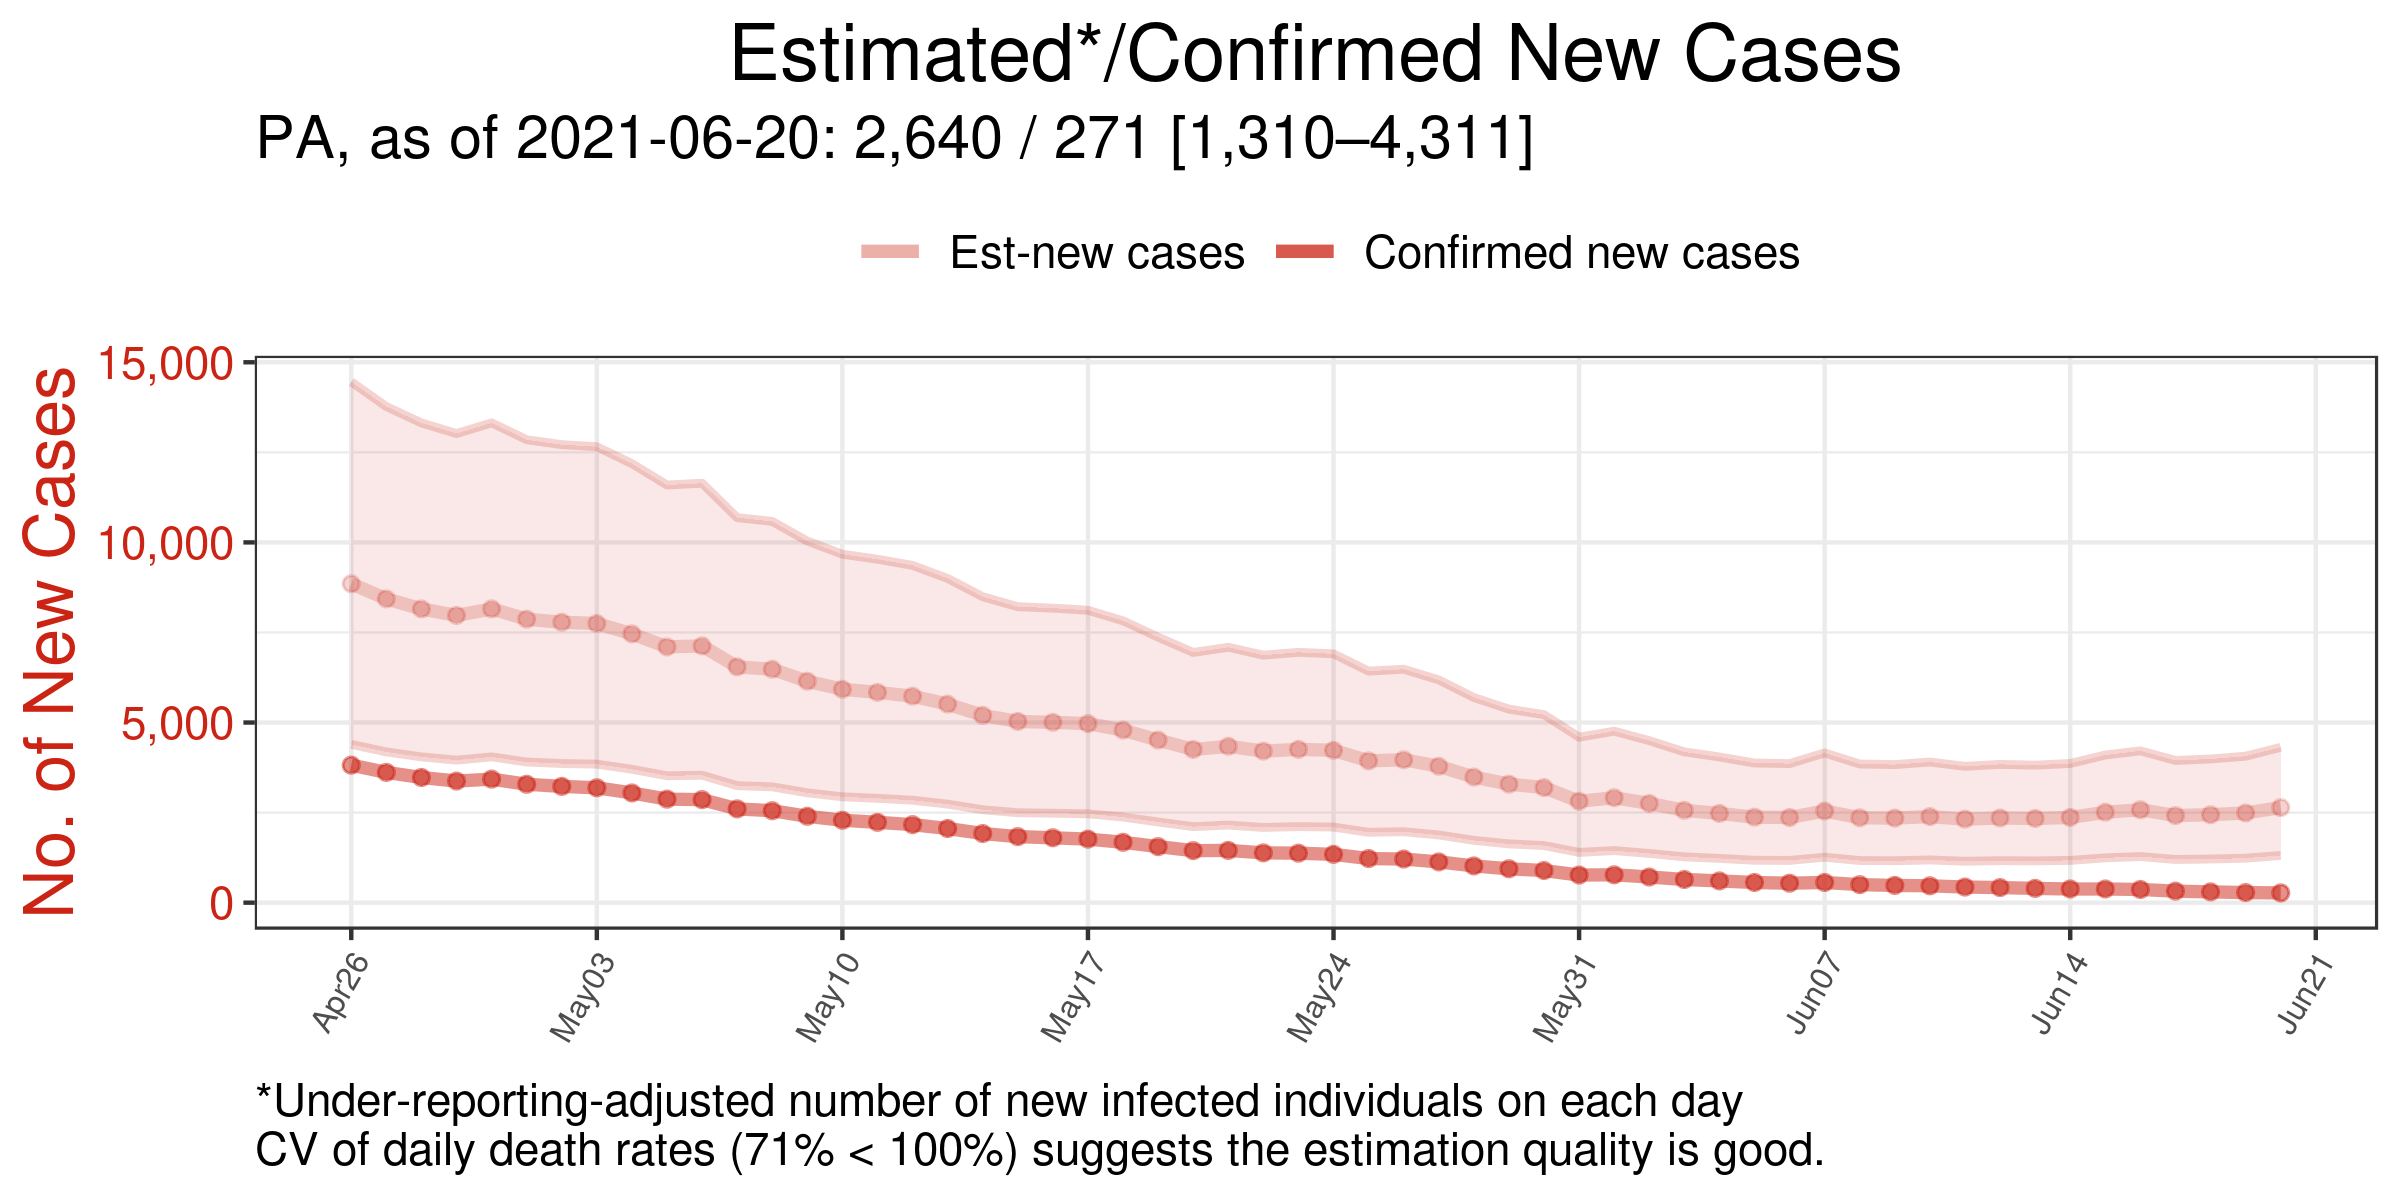 Estimated*/Confirmed New Cases
PA, as of 2021-06-20: 2,640 / 271 [1,310–4,311]
Est-new cases Confirmed new cases
No. of New Cases
15,000
10,000
5,000
0
Apr26 May03 May10 May17 May24 May31 Jun07 Jun14 Jun21
*Under-reporting-adjusted number of new infected individuals on each day
CV of daily death rates (71% < 100%) suggests the estimation quality is good.